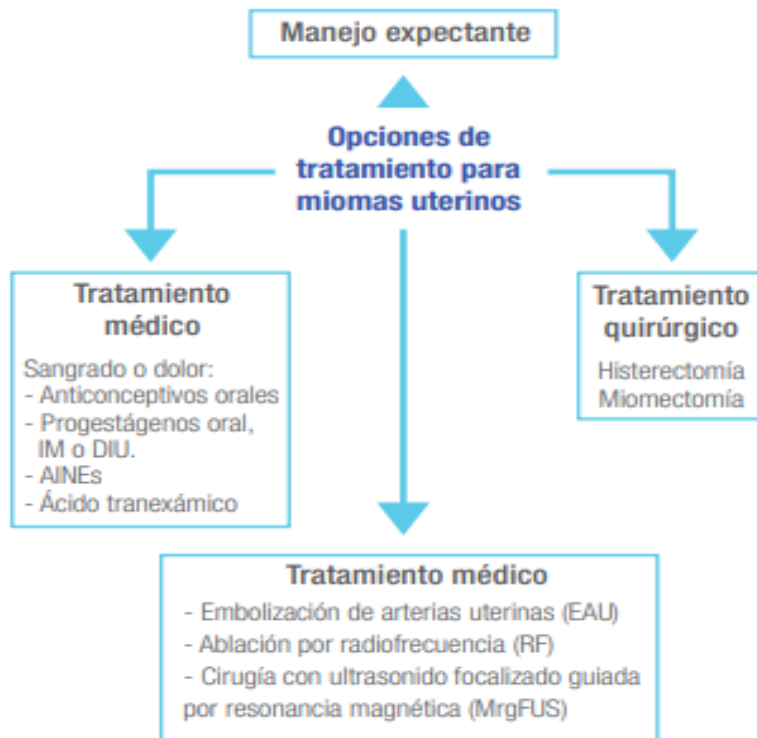 Manejo expectante
Opciones de
tratamiento para
miomas uterinos
Tratamiento
médico
Sangrado o dolor:
- Anticonceptivos orales
- Progestágenos oral,
IM o DIU.
- AINEs
- Ácido tranexámico
Tratamiento
quirúrgico
Histerectomía
Miomectomía
Tratamiento médico
- Embolización de arterias uterinas (EAU)
- Ablación por radiofrecuencia (RF)
- Cirugía con ultrasonido focalizado guiada
por resonancia magnética (MrgFUS)